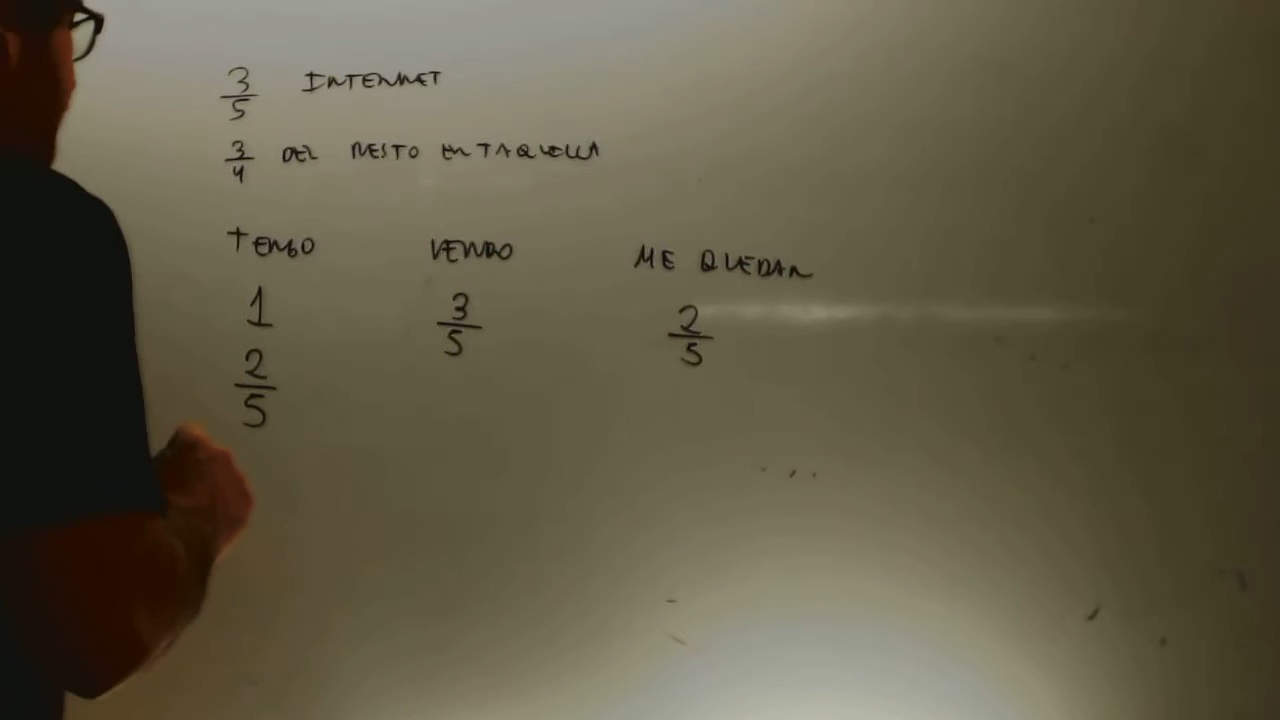 3/5 INTERNET
3/4 DEL RESTO EN TAQUILLA
TENGO VENDO ME QUEDAN
1 3/5 2/5
2/5